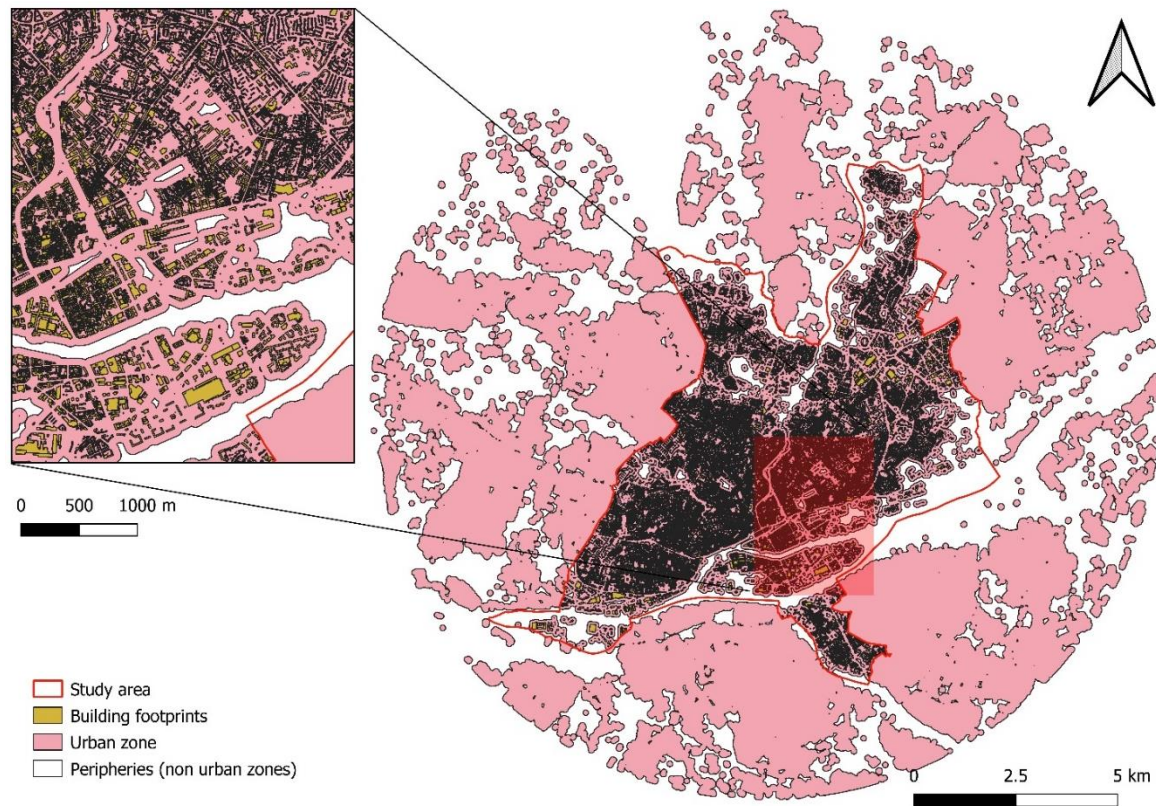 0 500 1000 m
Study area
Building footprints
Urban zone
Peripheries (non urban zones)
0 2.5 5 km